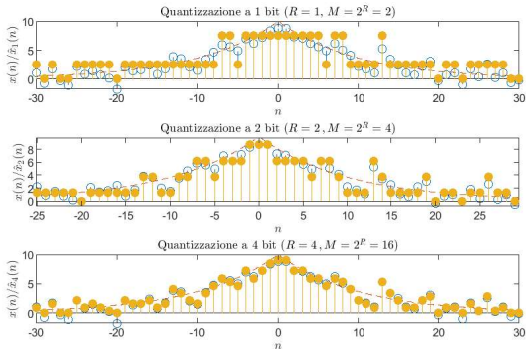 Quantizzazione a 1 bit (R = 1, M = 2^R = 2)
x(n)/x̂₁(n)
10
5
0
-30 -20 -10 0 10 20 30
n
Quantizzazione a 2 bit (R = 2, M = 2^R = 4)
x(n)/x̂₂(n)
8
6
4
2
0
-25 -20 -15 -10 -5 0 5 10 15 20 25
n
Quantizzazione a 4 bit (R = 4, M = 2^R = 16)
x(n)/x̂₄(n)
10
5
0
-30 -20 -10 0 10 20 30
n